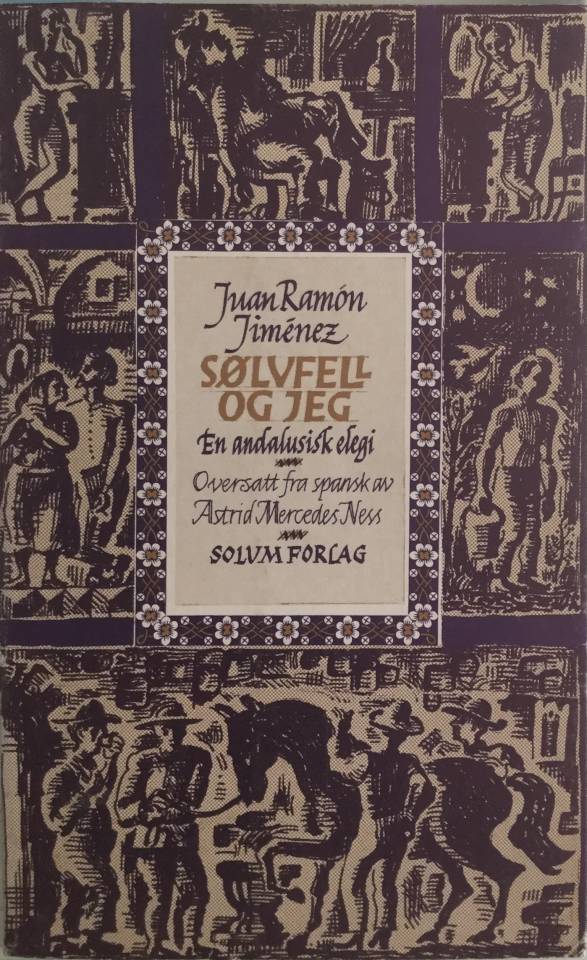 Juan Ramón
Jiménez
SØLVFELL
OG JEG
En andalusisk elegi
Oversatt fra spansk av
Astrid Mercedes Ness
SOLUM FORLAG